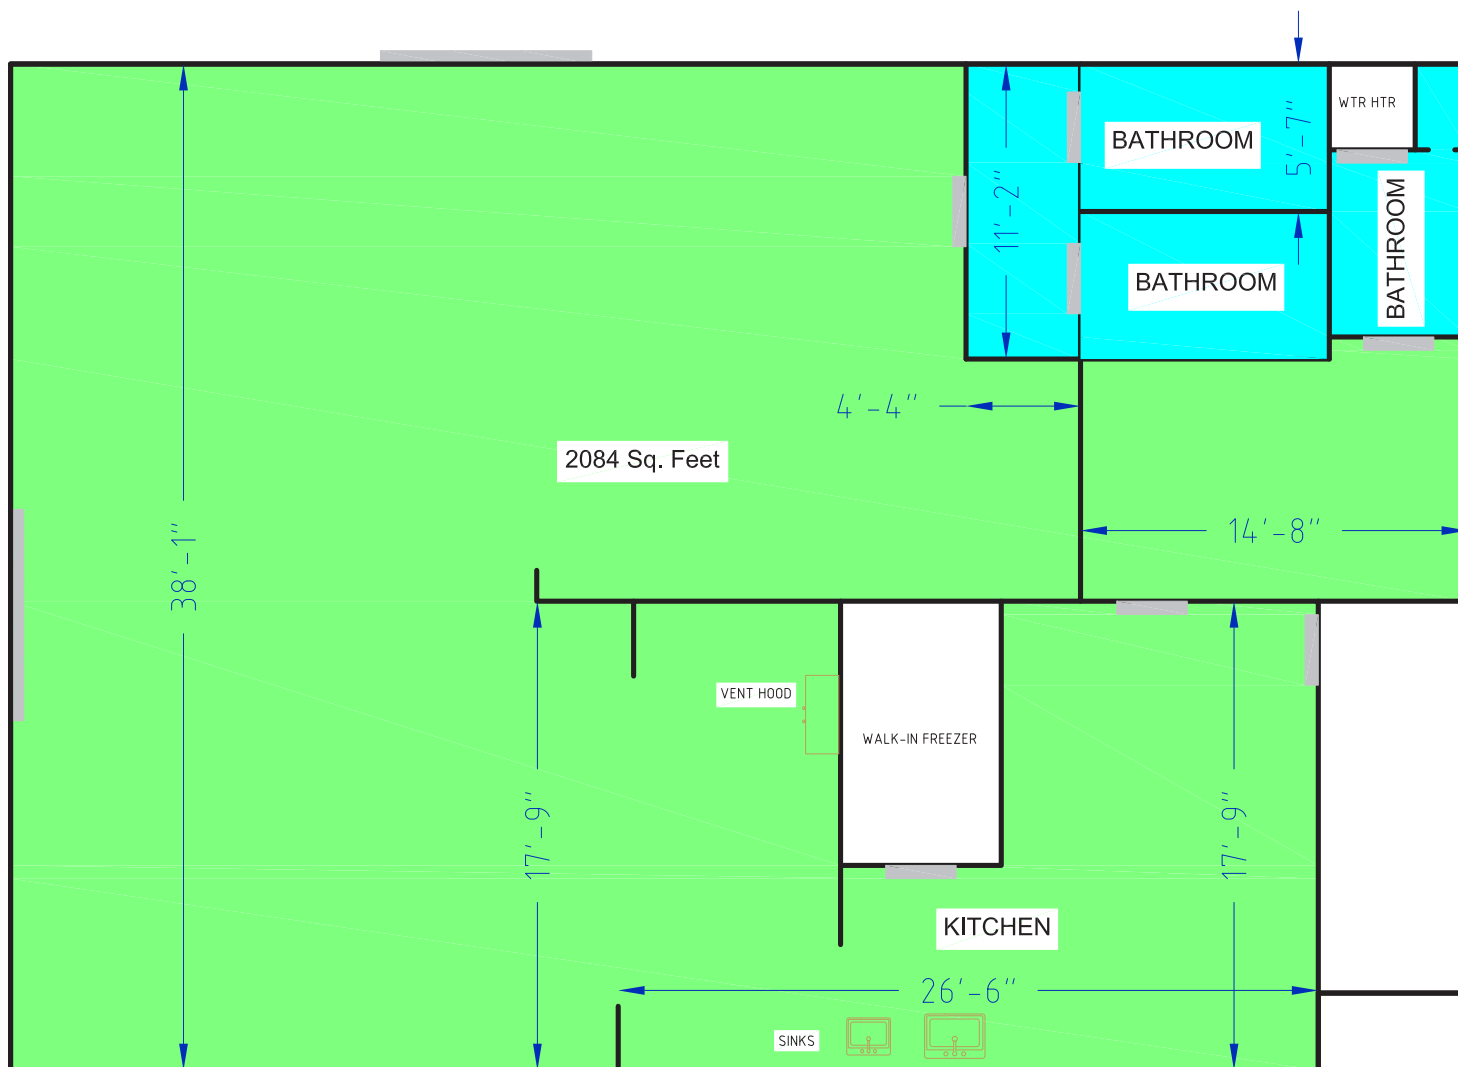 WTR HTR
BATHROOM
5'-7"
11'-2"
BATHROOM
BATHROOM
4'-4"
2084 Sq. Feet
14'-8"
38'-1"
VENT HOOD
WALK-IN FREEZER
17'-9"
17'-9"
KITCHEN
26'-6"
SINKS